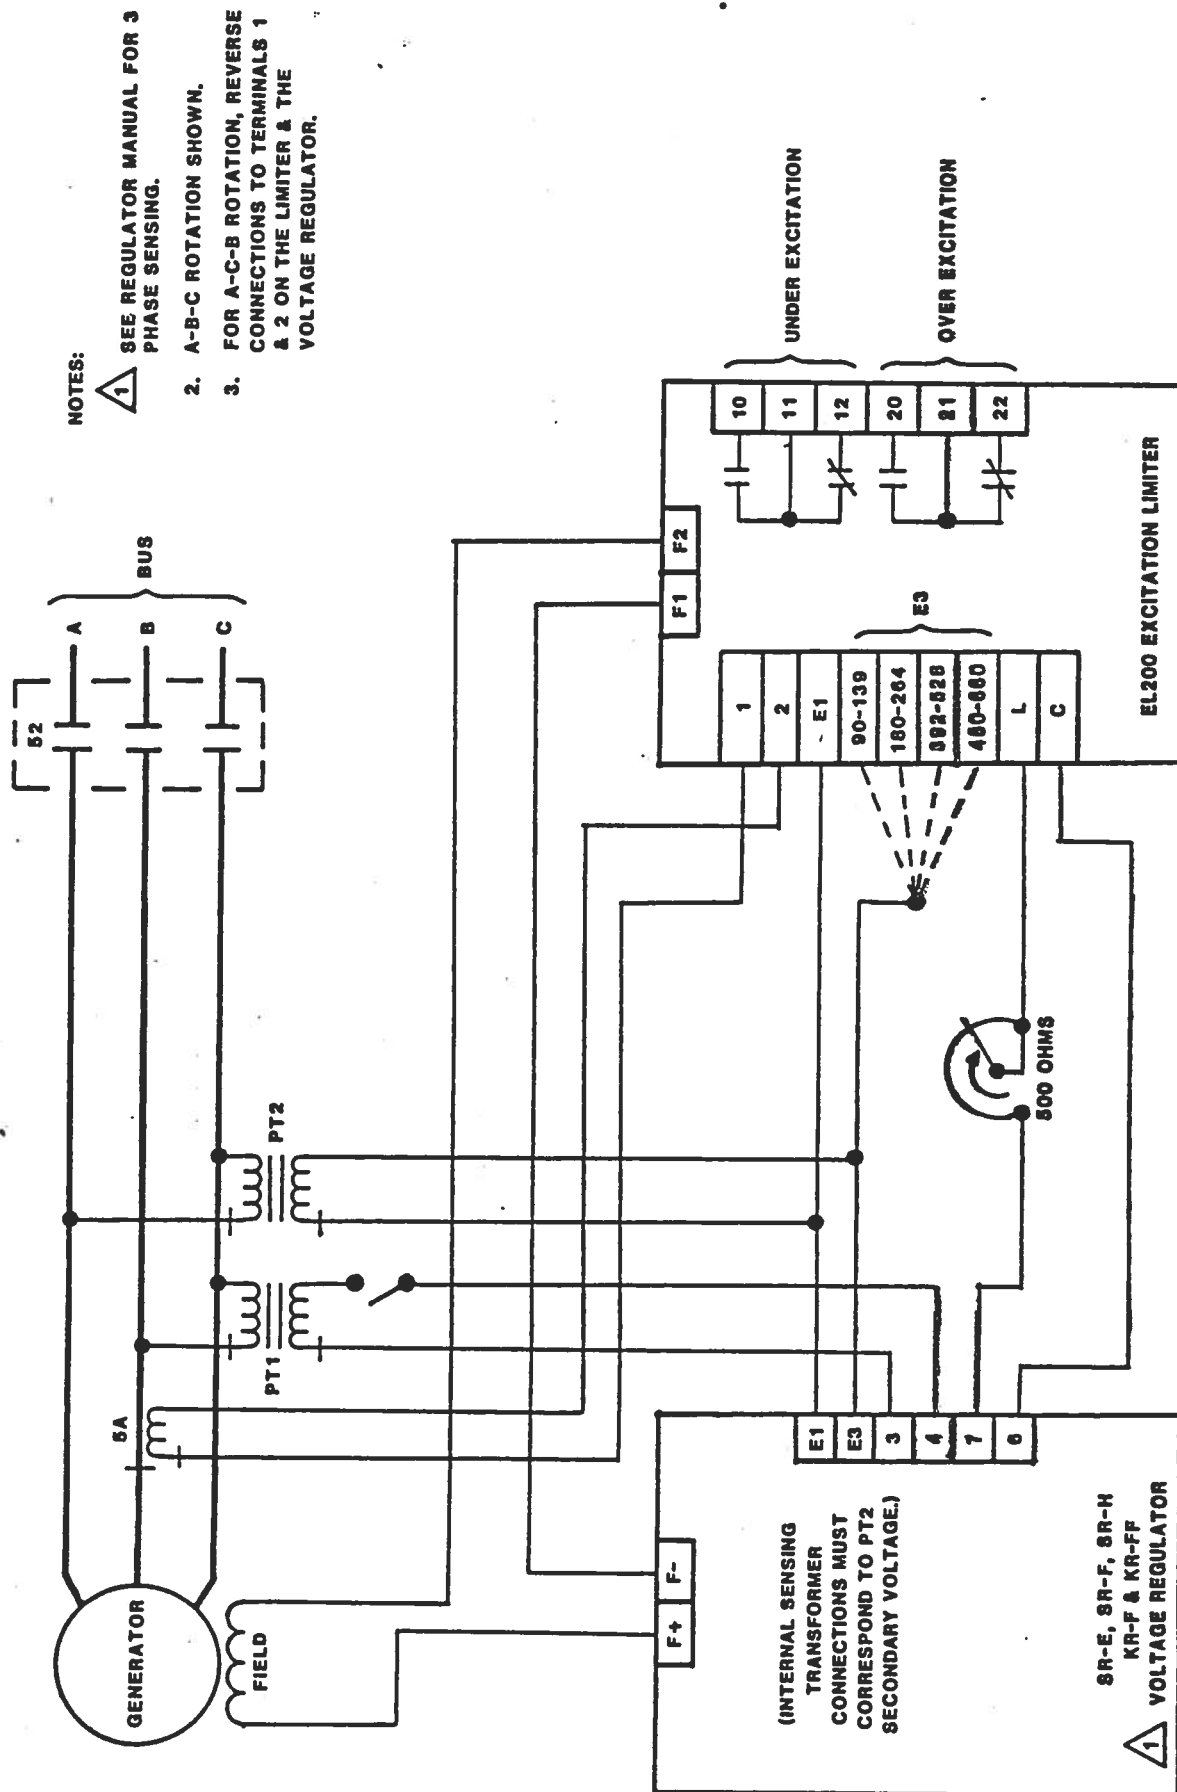 NOTES:
1 SEE REGULATOR MANUAL FOR 3
PHASE SENSING.
2. A-B-C ROTATION SHOWN.
3. FOR A-C-B ROTATION, REVERSE
CONNECTIONS TO TERMINALS 1
& 2 ON THE LIMITER & THE
VOLTAGE REGULATOR.
52
A
B
C
BUS
5A
PT1
PT2
GENERATOR
FIELD
F+
F-
F1
F2
(INTERNAL SENSING
TRANSFORMER
CONNECTIONS MUST
CORRESPOND TO PT2
SECONDARY VOLTAGE.)
E1
E3
3
4
7
6
SR-E, SR-F, SR-H
KR-F & KR-FF
1 VOLTAGE REGULATOR
500 OHMS
1
2
E1
90-139
180-264
392-528
450-660
L
C
E3
10
11
12
20
21
22
UNDER EXCITATION
OVER EXCITATION
EL200 EXCITATION LIMITER